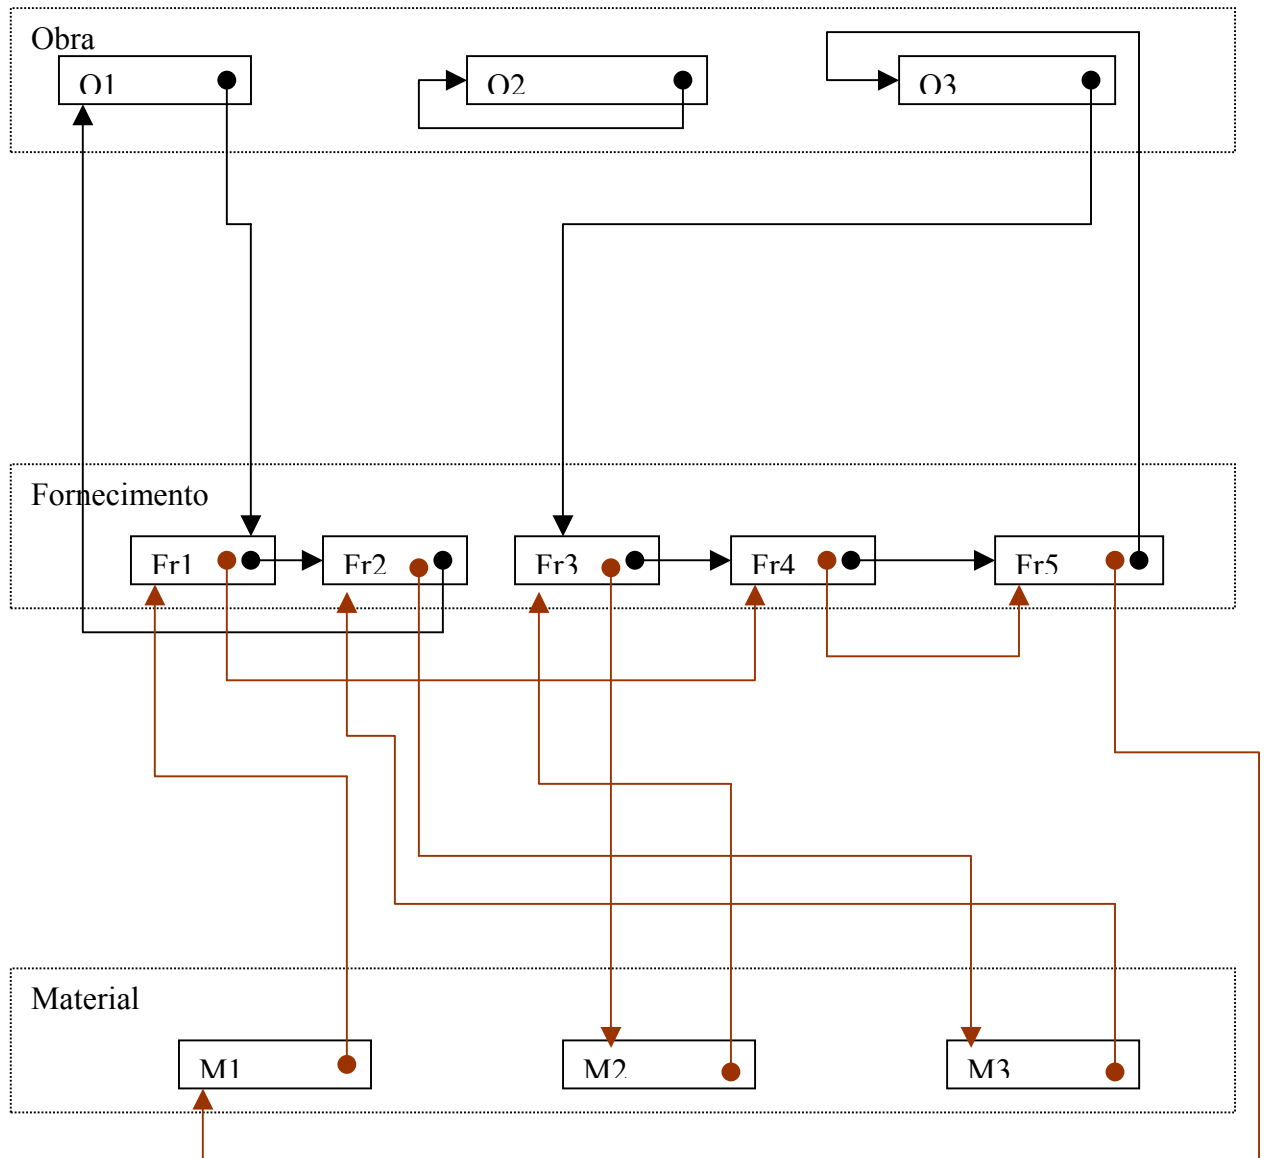 Obra
O1 O2 O3
Fornecimento
Fr1 Fr2 Fr3 Fr4 Fr5
Material
M1 M2 M3